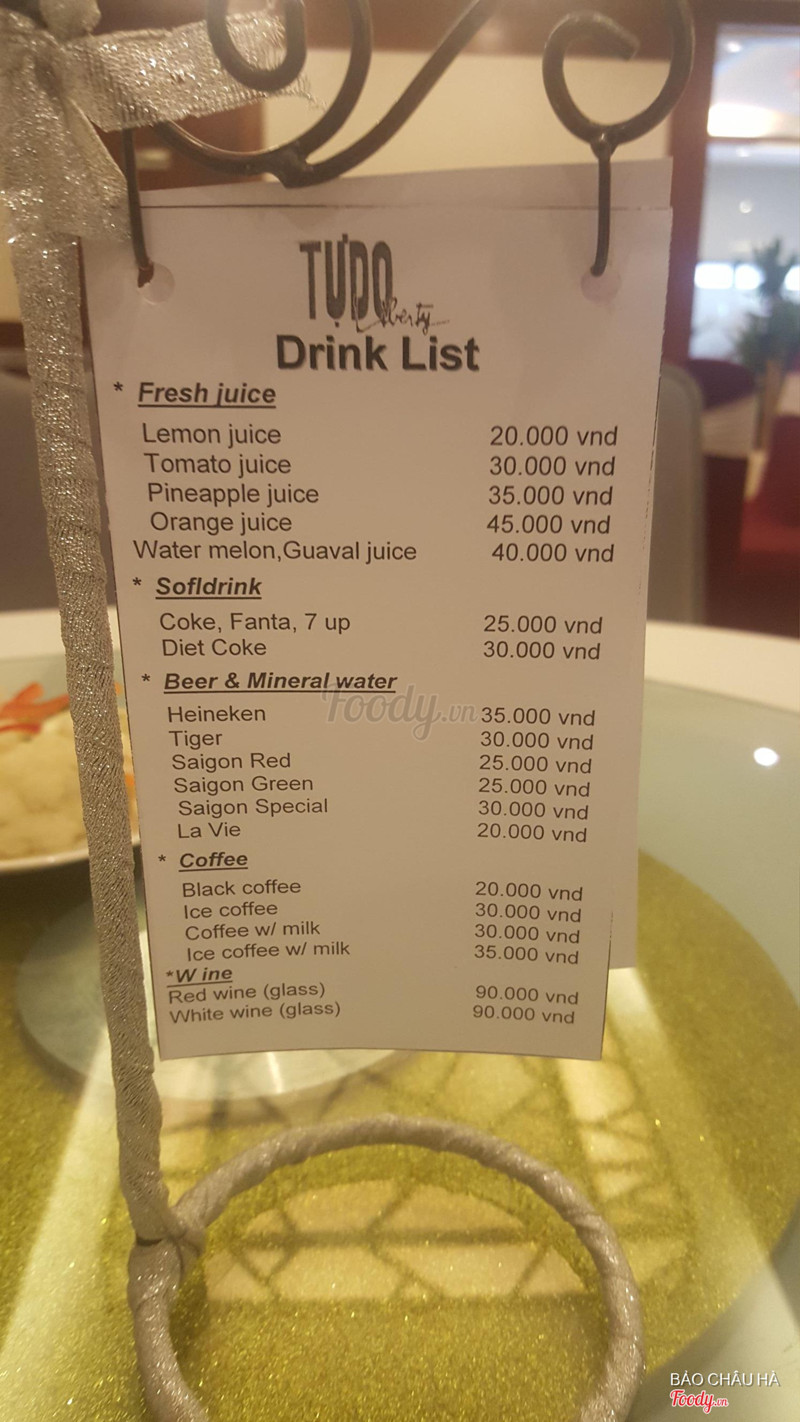 TỰ DO
Liberty
Drink List
* Fresh juice
Lemon juice 20.000 vnd
Tomato juice 30.000 vnd
Pineapple juice 35.000 vnd
Orange juice 45.000 vnd
Water melon,Guaval juice 40.000 vnd
* Sofldrink
Coke, Fanta, 7 up 25.000 vnd
Diet Coke 30.000 vnd
* Beer & Mineral water
Foody.vn
Heineken 35.000 vnd
Tiger 30.000 vnd
Saigon Red 25.000 vnd
Saigon Green 25.000 vnd
Saigon Special 30.000 vnd
La Vie 20.000 vnd
* Coffee
Black coffee 20.000 vnd
Ice coffee 30.000 vnd
Coffee w/ milk 30.000 vnd
Ice coffee w/ milk 35.000 vnd
*W ine
Red wine (glass) 90.000 vnd
White wine (glass) 90.000 vnd
BẢO CHÂU HÀ
Foody.vn